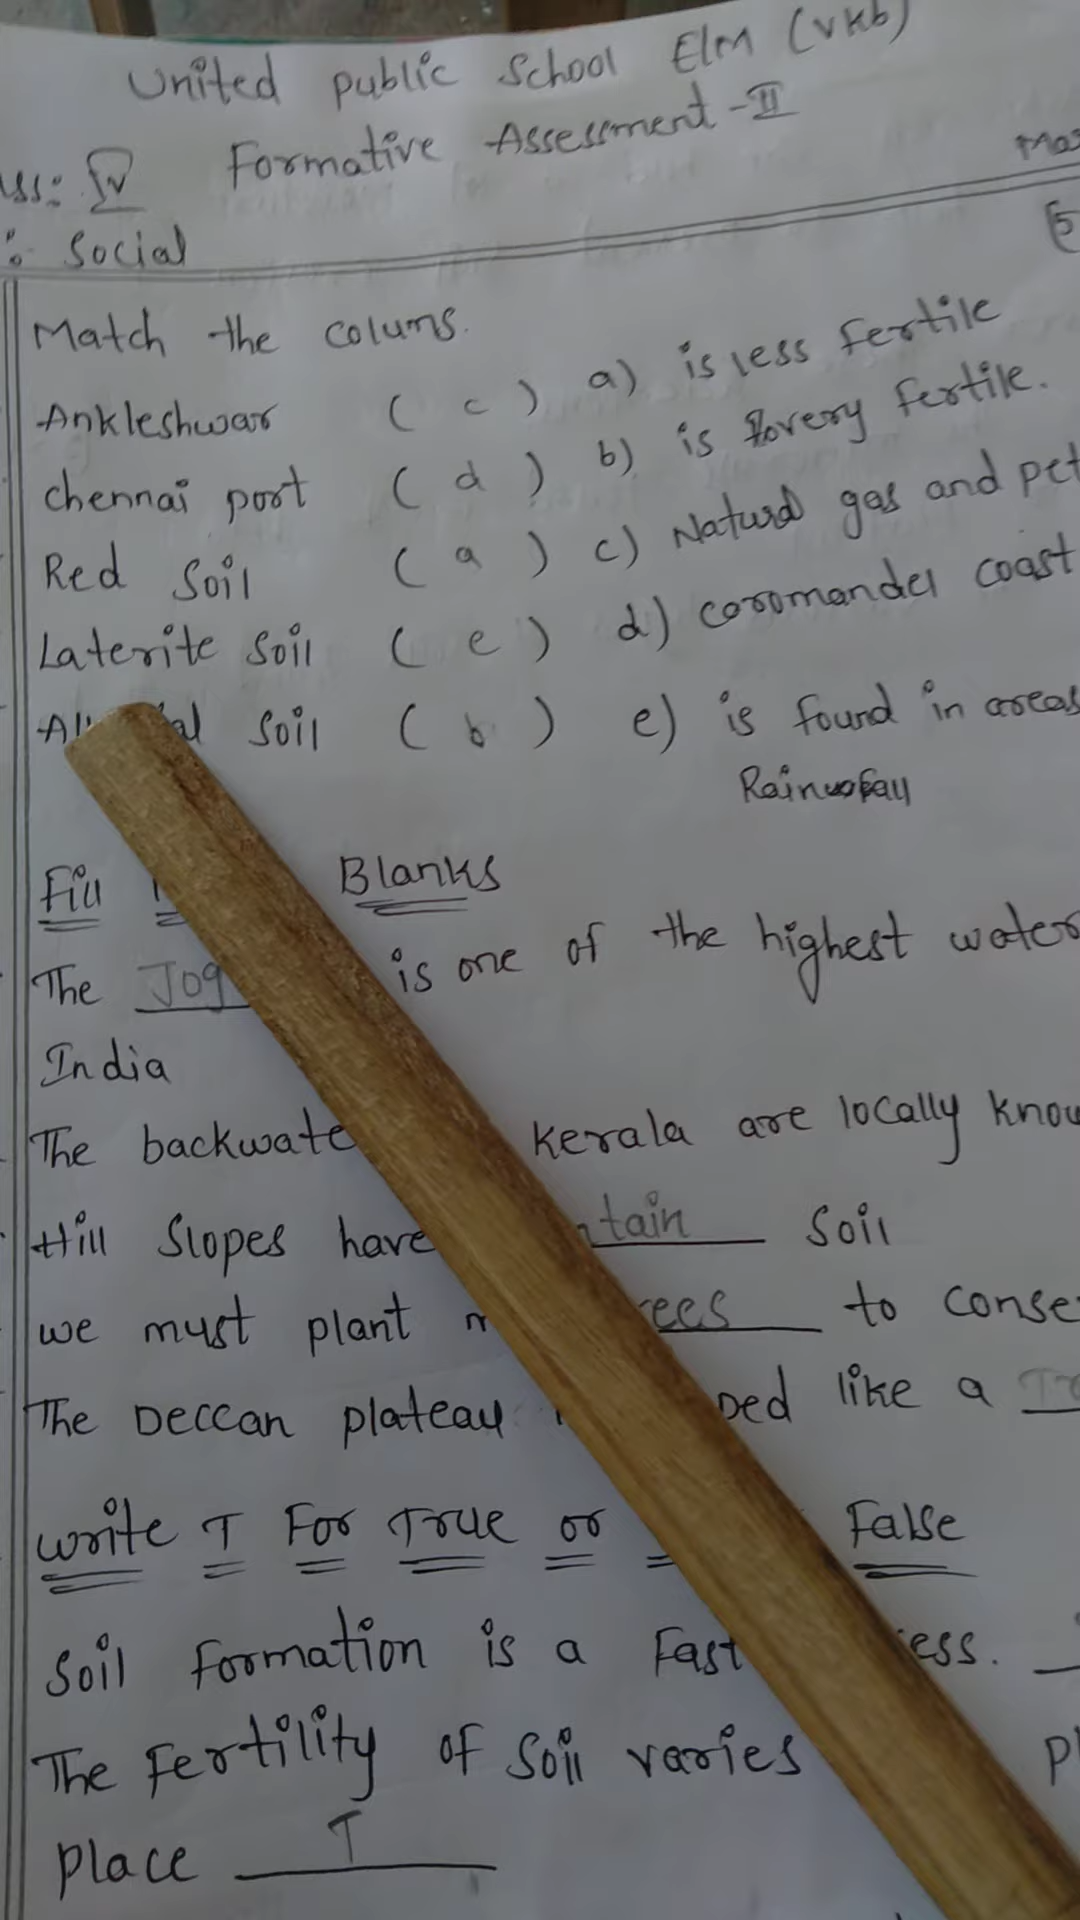 United public School Elm (VKb)
Formative Assessment-II
ss: IV
: Social
Match the Colums.
Ankleshwar ( c ) a) is less fertile
Chennai port ( d ) b) is very fertile.
Red Soil ( a ) c) Natural gas and pet
Laterite Soil ( e ) d) coromandel coast
Soil ( b ) e) is found in areas
Fill Blanks
The Jog is one of the highest water
India
The backwate kerala are locally know
Hill Slopes have tain Soil
we must plant rees to conse
The Deccan plateau ped like a
Write T For True or False
Soil formation is a Fast ess.
The Fertility of Soil varies pl
place T